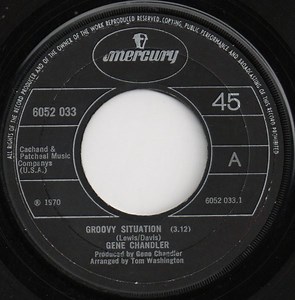 ALL RIGHTS OF THE RECORD PRODUCER AND OF THE OWNER OF THE WORK REPRODUCED RESERVED. COPYING, PUBLIC PERFORMANCE AND BROADCASTING OF THIS RECORD PROHIBITED
mercury
6052 033
45
Cachand &
Patcheal Music
Companys
(U.S.A.)
A
℗ 1970
6052 033.1
GROOVY SITUATION (3.12)
(Lewis/Davis)
GENE CHANDLER
Produced by Gene Chandler
Arranged by Tom Washington